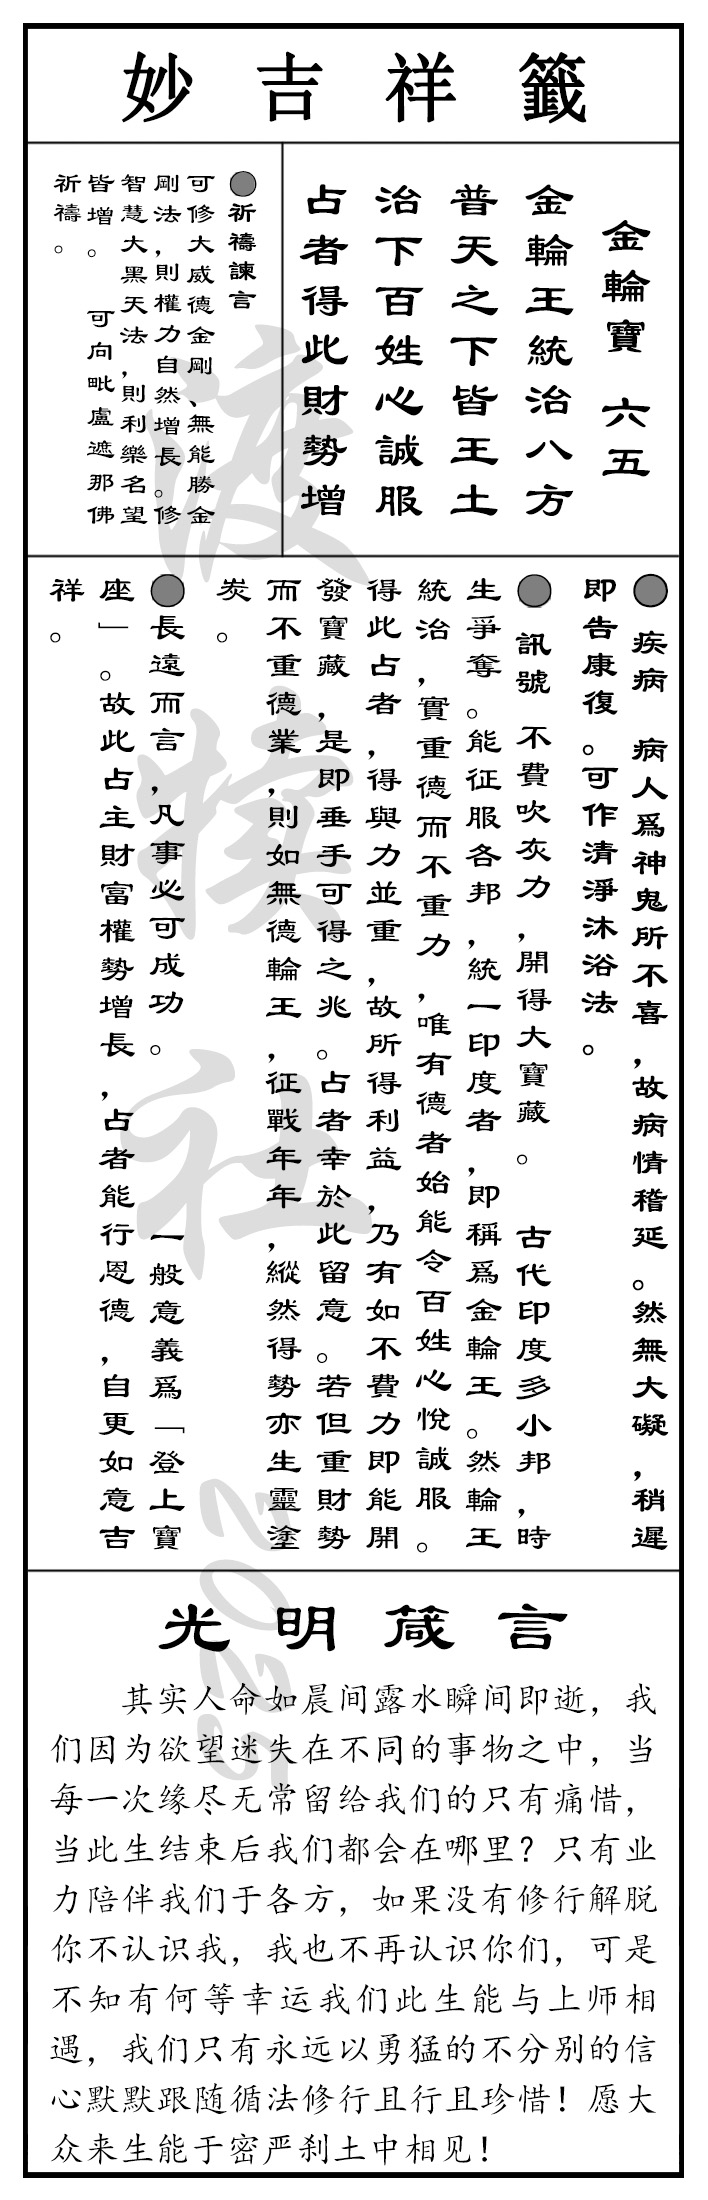 妙吉祥籤
金輪寶 六五
金輪王統治八方
普天之下皆王土
治下百姓心誠服
占者得此財勢增
●祈禱諫言
可修大威德金剛、無能勝金
剛法，則權力自然增長。修
智慧大黑天法，則利樂名望
皆增。 可向毗盧遮那佛
祈禱。
● 疾病 病人爲神鬼所不喜，故病情稽延。然無大礙，稍遲
即告康復。可作清淨沐浴法。
● 訊號 不費吹灰力，開得大寶藏。 古代印度多小邦，時
生爭奪。能征服各邦，統一印度者，即稱爲金輪王。然輪王
統治，實重德而不重力，唯有德者始能令百姓心悅誠服。
得此占者，得與力並重，故所得利益，乃有如不費力即能開
發寶藏，是即垂手可得之兆。占者幸於此留意。若但重財勢
而不重德業，則如無德輪王，征戰年年，縱然得勢亦生靈塗
炭。
●長遠而言，凡事必可成功。 一般意義爲「登上寶
座」。故此占主財富權勢增長，占者能行恩德，自更如意吉
祥。
光明箴言
其实人命如晨间露水瞬间即逝，我
们因为欲望迷失在不同的事物之中，当
每一次缘尽无常留给我们的只有痛惜，
当此生结束后我们都会在哪里？只有业
力陪伴我们于各方，如果没有修行解脱
你不认识我，我也不再认识你们，可是
不知有何等幸运我们此生能与上师相
遇，我们只有永远以勇猛的不分别的信
心默默跟随循法修行且行且珍惜！愿大
众来生能于密严刹土中相见！
渡犊社 2025